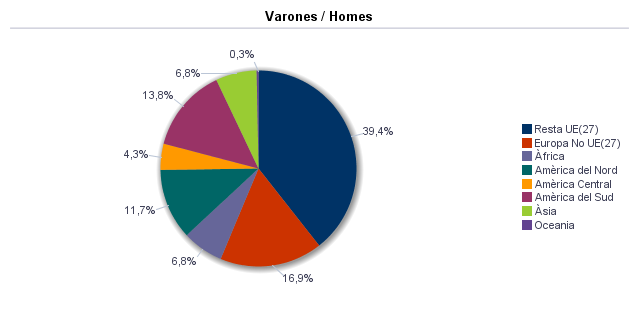 Varones / Homes
0,3%
6,8%
13,8%
39,4%
4,3%
11,7%
6,8%
16,9%
Resta UE(27)
Europa No UE(27)
Àfrica
Amèrica del Nord
Amèrica Central
Amèrica del Sud
Àsia
Oceania